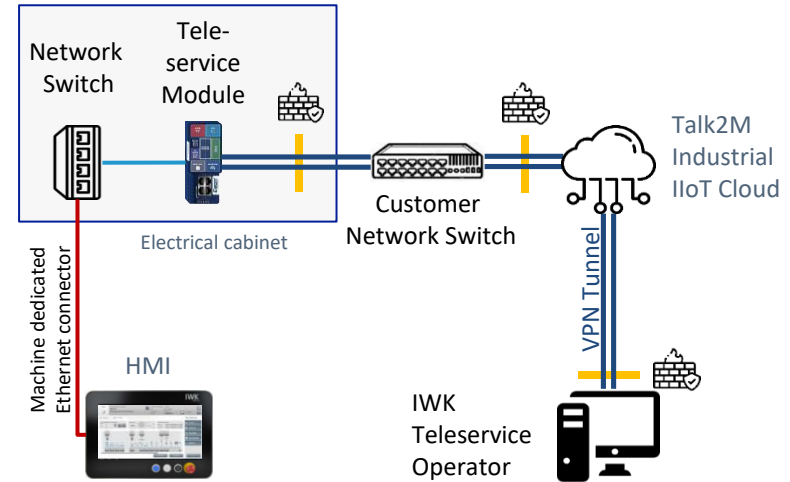 Network
Switch
Tele-
service
Module
Electrical cabinet
Customer
Network Switch
Talk2M
Industrial
IIoT Cloud
VPN Tunnel
Machine dedicated
Ethernet connector
HMI
IWK
IWK
Teleservice
Operator